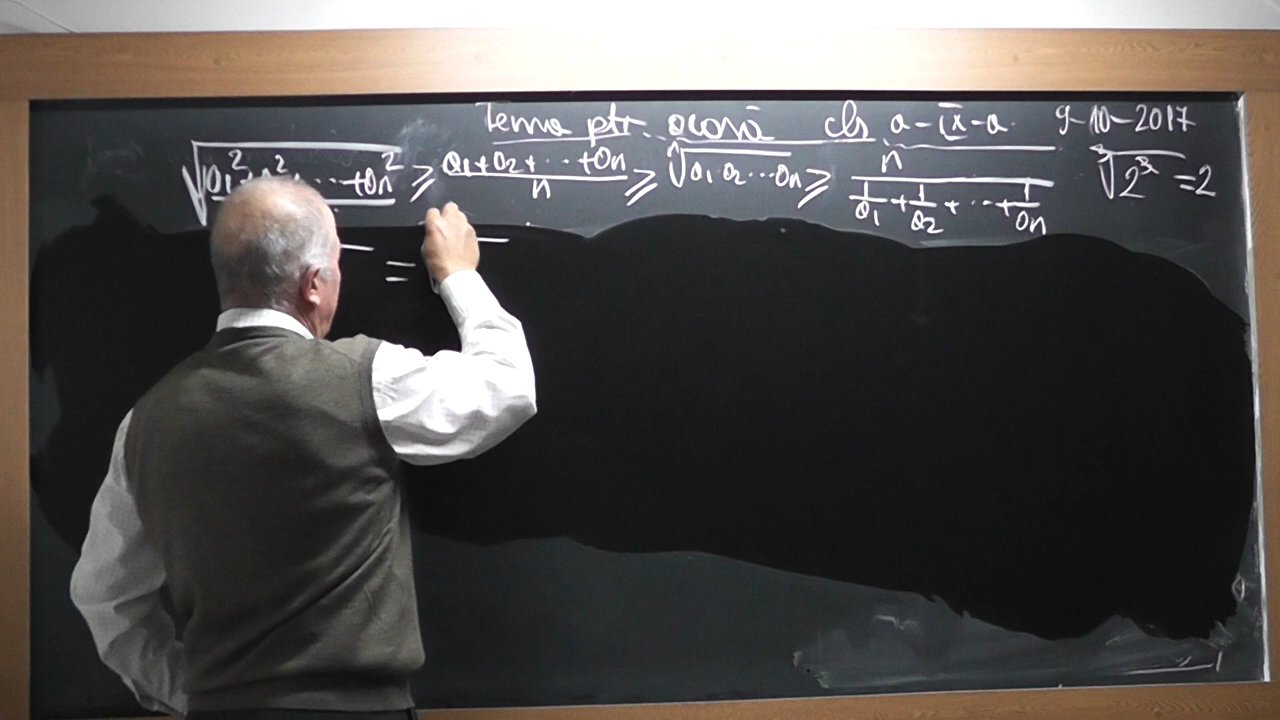 Tema ptr. acasă cls a-IX-a 9-10-2017
√a₁²+a₂²+...+an² ≥ (a₁+a₂+...+an)/n ≥ ⁿ√a₁a₂...an ≥ n/(1/a₁+1/a₂+...+1/an) ³√2³=2
=